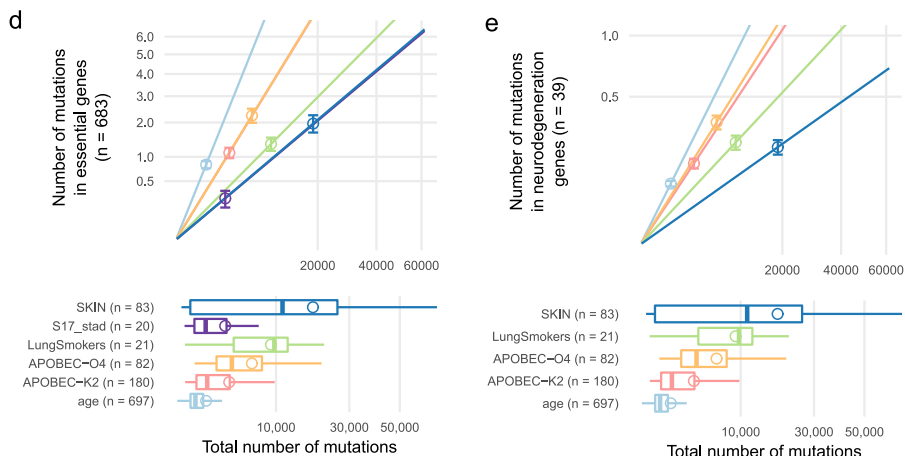 d
Number of mutations
in essential genes
(n = 683)
6.0
5.0
4.0
3.0
2.0
1.0
0.5
20000 40000 60000
SKIN (n = 83)
S17_stad (n = 20)
LungSmokers (n = 21)
APOBEC−O4 (n = 82)
APOBEC−K2 (n = 180)
age (n = 697)
10,000 30,000 50,000
Total number of mutations
e
Number of mutations
in neurodegeneration
genes (n = 39)
1.0
0.5
20000 40000 60000
SKIN (n = 83)
LungSmokers (n = 21)
APOBEC−O4 (n = 82)
APOBEC−K2 (n = 180)
age (n = 697)
10,000 30,000 50,000
Total number of mutations